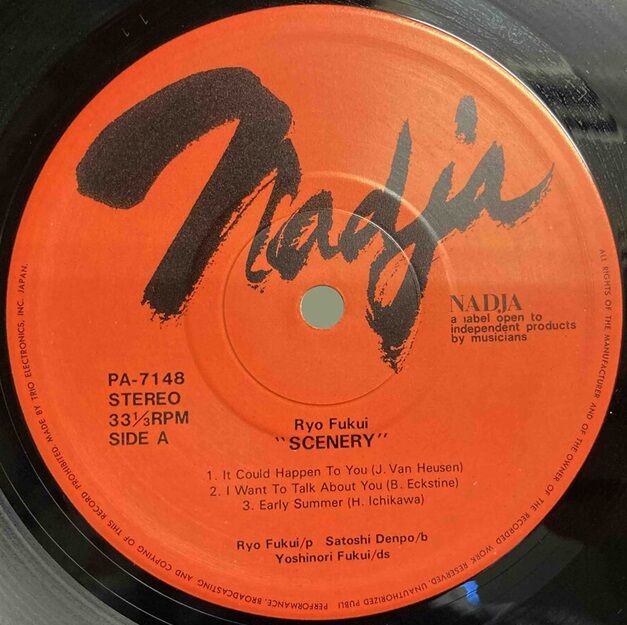 Nadja
NADJA
a label open to
independent products
by musicians
PA-7148
STEREO
33⅓RPM
SIDE A
Ryo Fukui
"SCENERY"
1. It Could Happen To You (J. Van Heusen)
2. I Want To Talk About You (B. Eckstine)
3. Early Summer (H. Ichikawa)
Ryo Fukui/p Satoshi Denpo/b
Yoshinori Fukui/ds
ALL RIGHTS OF THE MANUFACTURER AND OF THE OWNER OF THE RECORDED WORK RESERVED. UNAUTHORIZED PUBLI PERFORMANCE, BROADCASTING AND COPYING OF THIS RECORD PROHIBITED. MADE BY TRIO ELECTRONICS, INC. JAPAN.